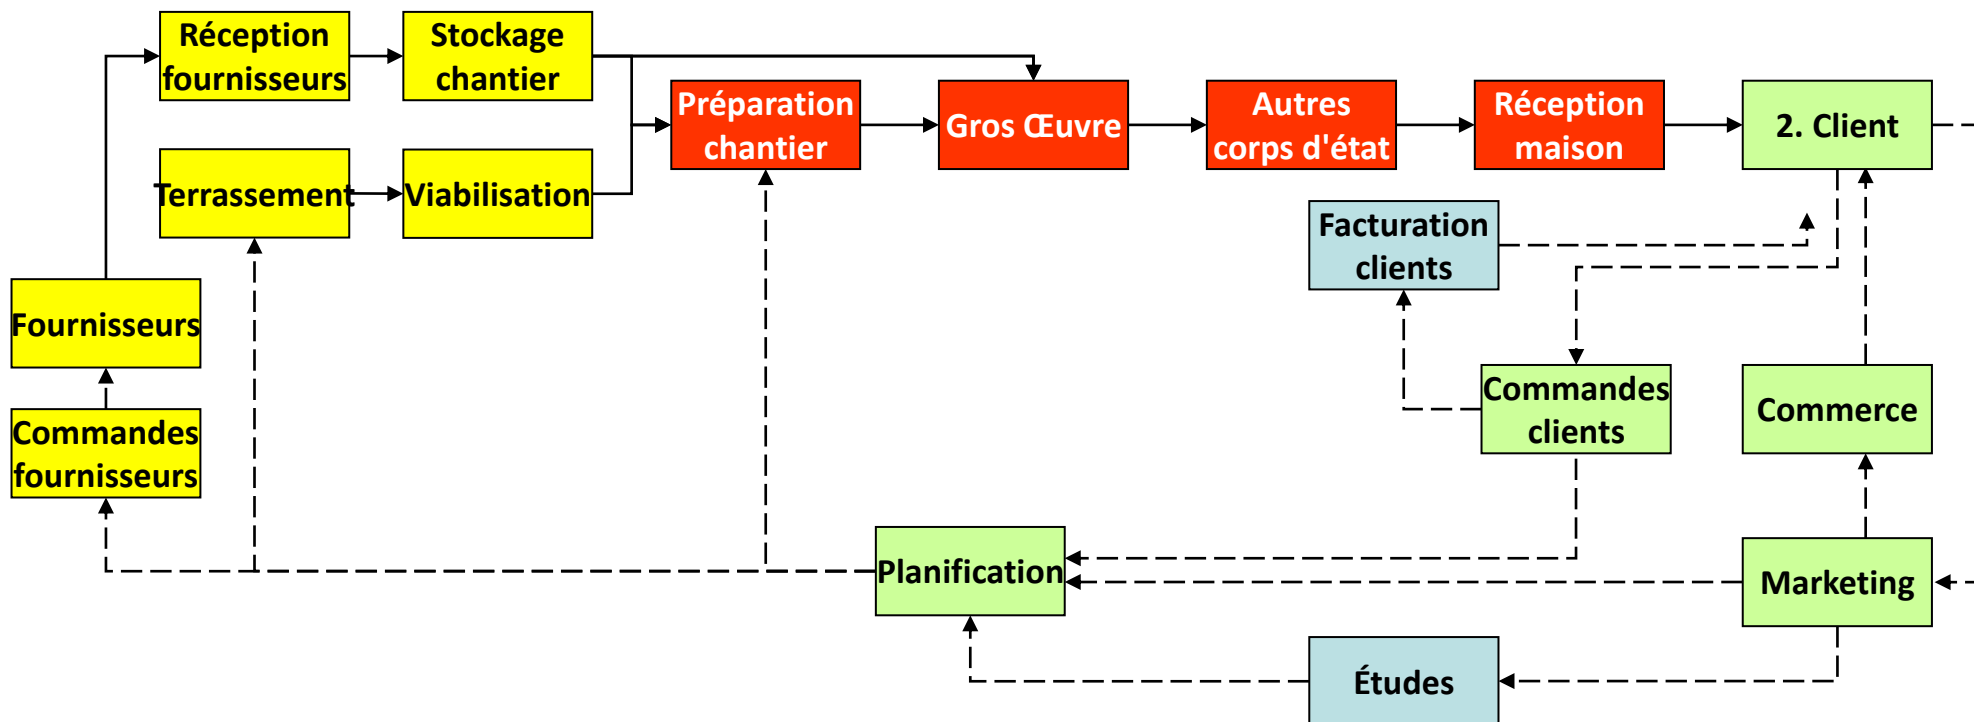 Réception
fournisseurs
Stockage
chantier
Préparation
chantier
Gros Œuvre
Autres
corps d'état
Réception
maison
2. Client
Terrassement
Viabilisation
Facturation
clients
Fournisseurs
Commandes
clients
Commerce
Commandes
fournisseurs
Planification
Marketing
Études